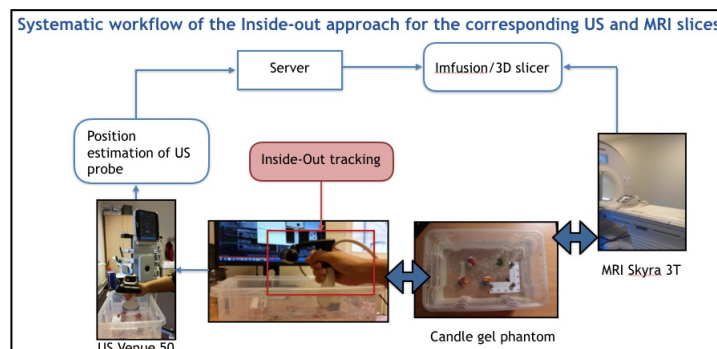 Systematic workflow of the Inside-out approach for the corresponding US and MRI slices
Server
Imfusion/3D slicer
Position
estimation of US
probe
Inside-Out tracking
MRI Skyra 3T
Candle gel phantom
US Venue 50